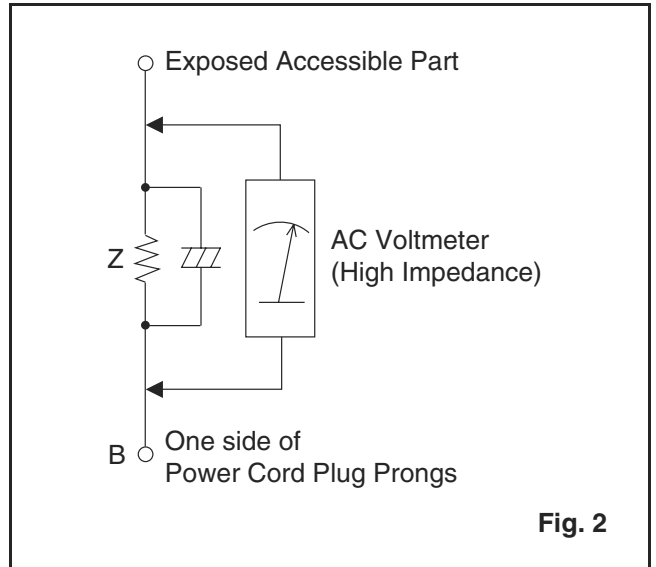 Exposed Accessible Part
Z
AC Voltmeter
(High Impedance)
B
One side of
Power Cord Plug Prongs
Fig. 2